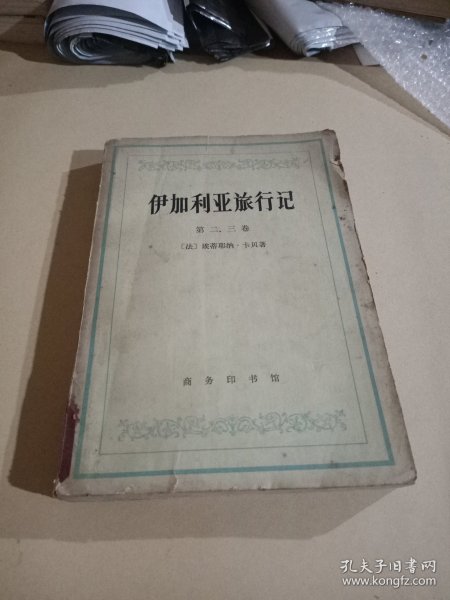 伊加利亚旅行记
第二、三卷
〔法〕埃蒂耶纳·卡贝著
商务印书馆
孔夫子旧书网
www.kongfz.com